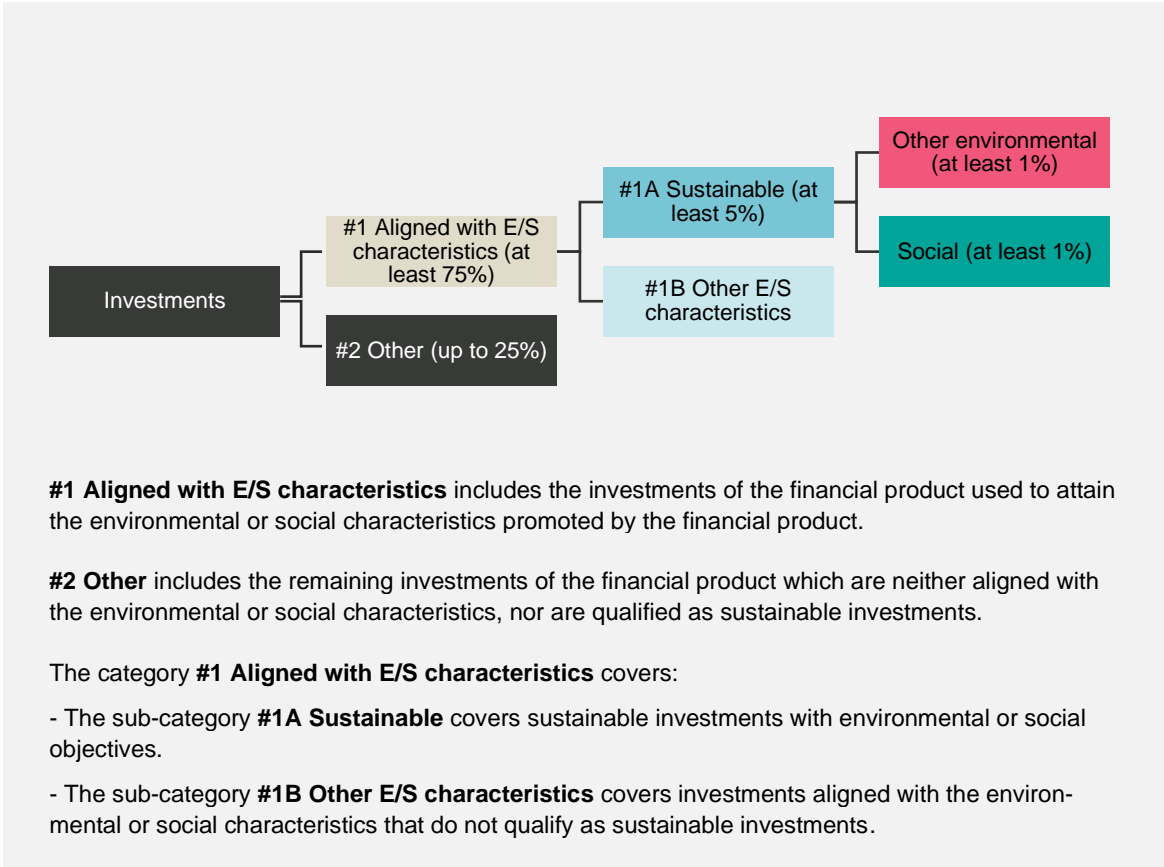 Investments
#1 Aligned with E/S
characteristics (at
least 75%)
#2 Other (up to 25%)
#1A Sustainable (at
least 5%)
#1B Other E/S
characteristics
Other environmental
(at least 1%)
Social (at least 1%)
#1 Aligned with E/S characteristics includes the investments of the financial product used to attain
the environmental or social characteristics promoted by the financial product.
#2 Other includes the remaining investments of the financial product which are neither aligned with
the environmental or social characteristics, nor are qualified as sustainable investments.
The category #1 Aligned with E/S characteristics covers:
- The sub-category #1A Sustainable covers sustainable investments with environmental or social
objectives.
- The sub-category #1B Other E/S characteristics covers investments aligned with the environ-
mental or social characteristics that do not qualify as sustainable investments.